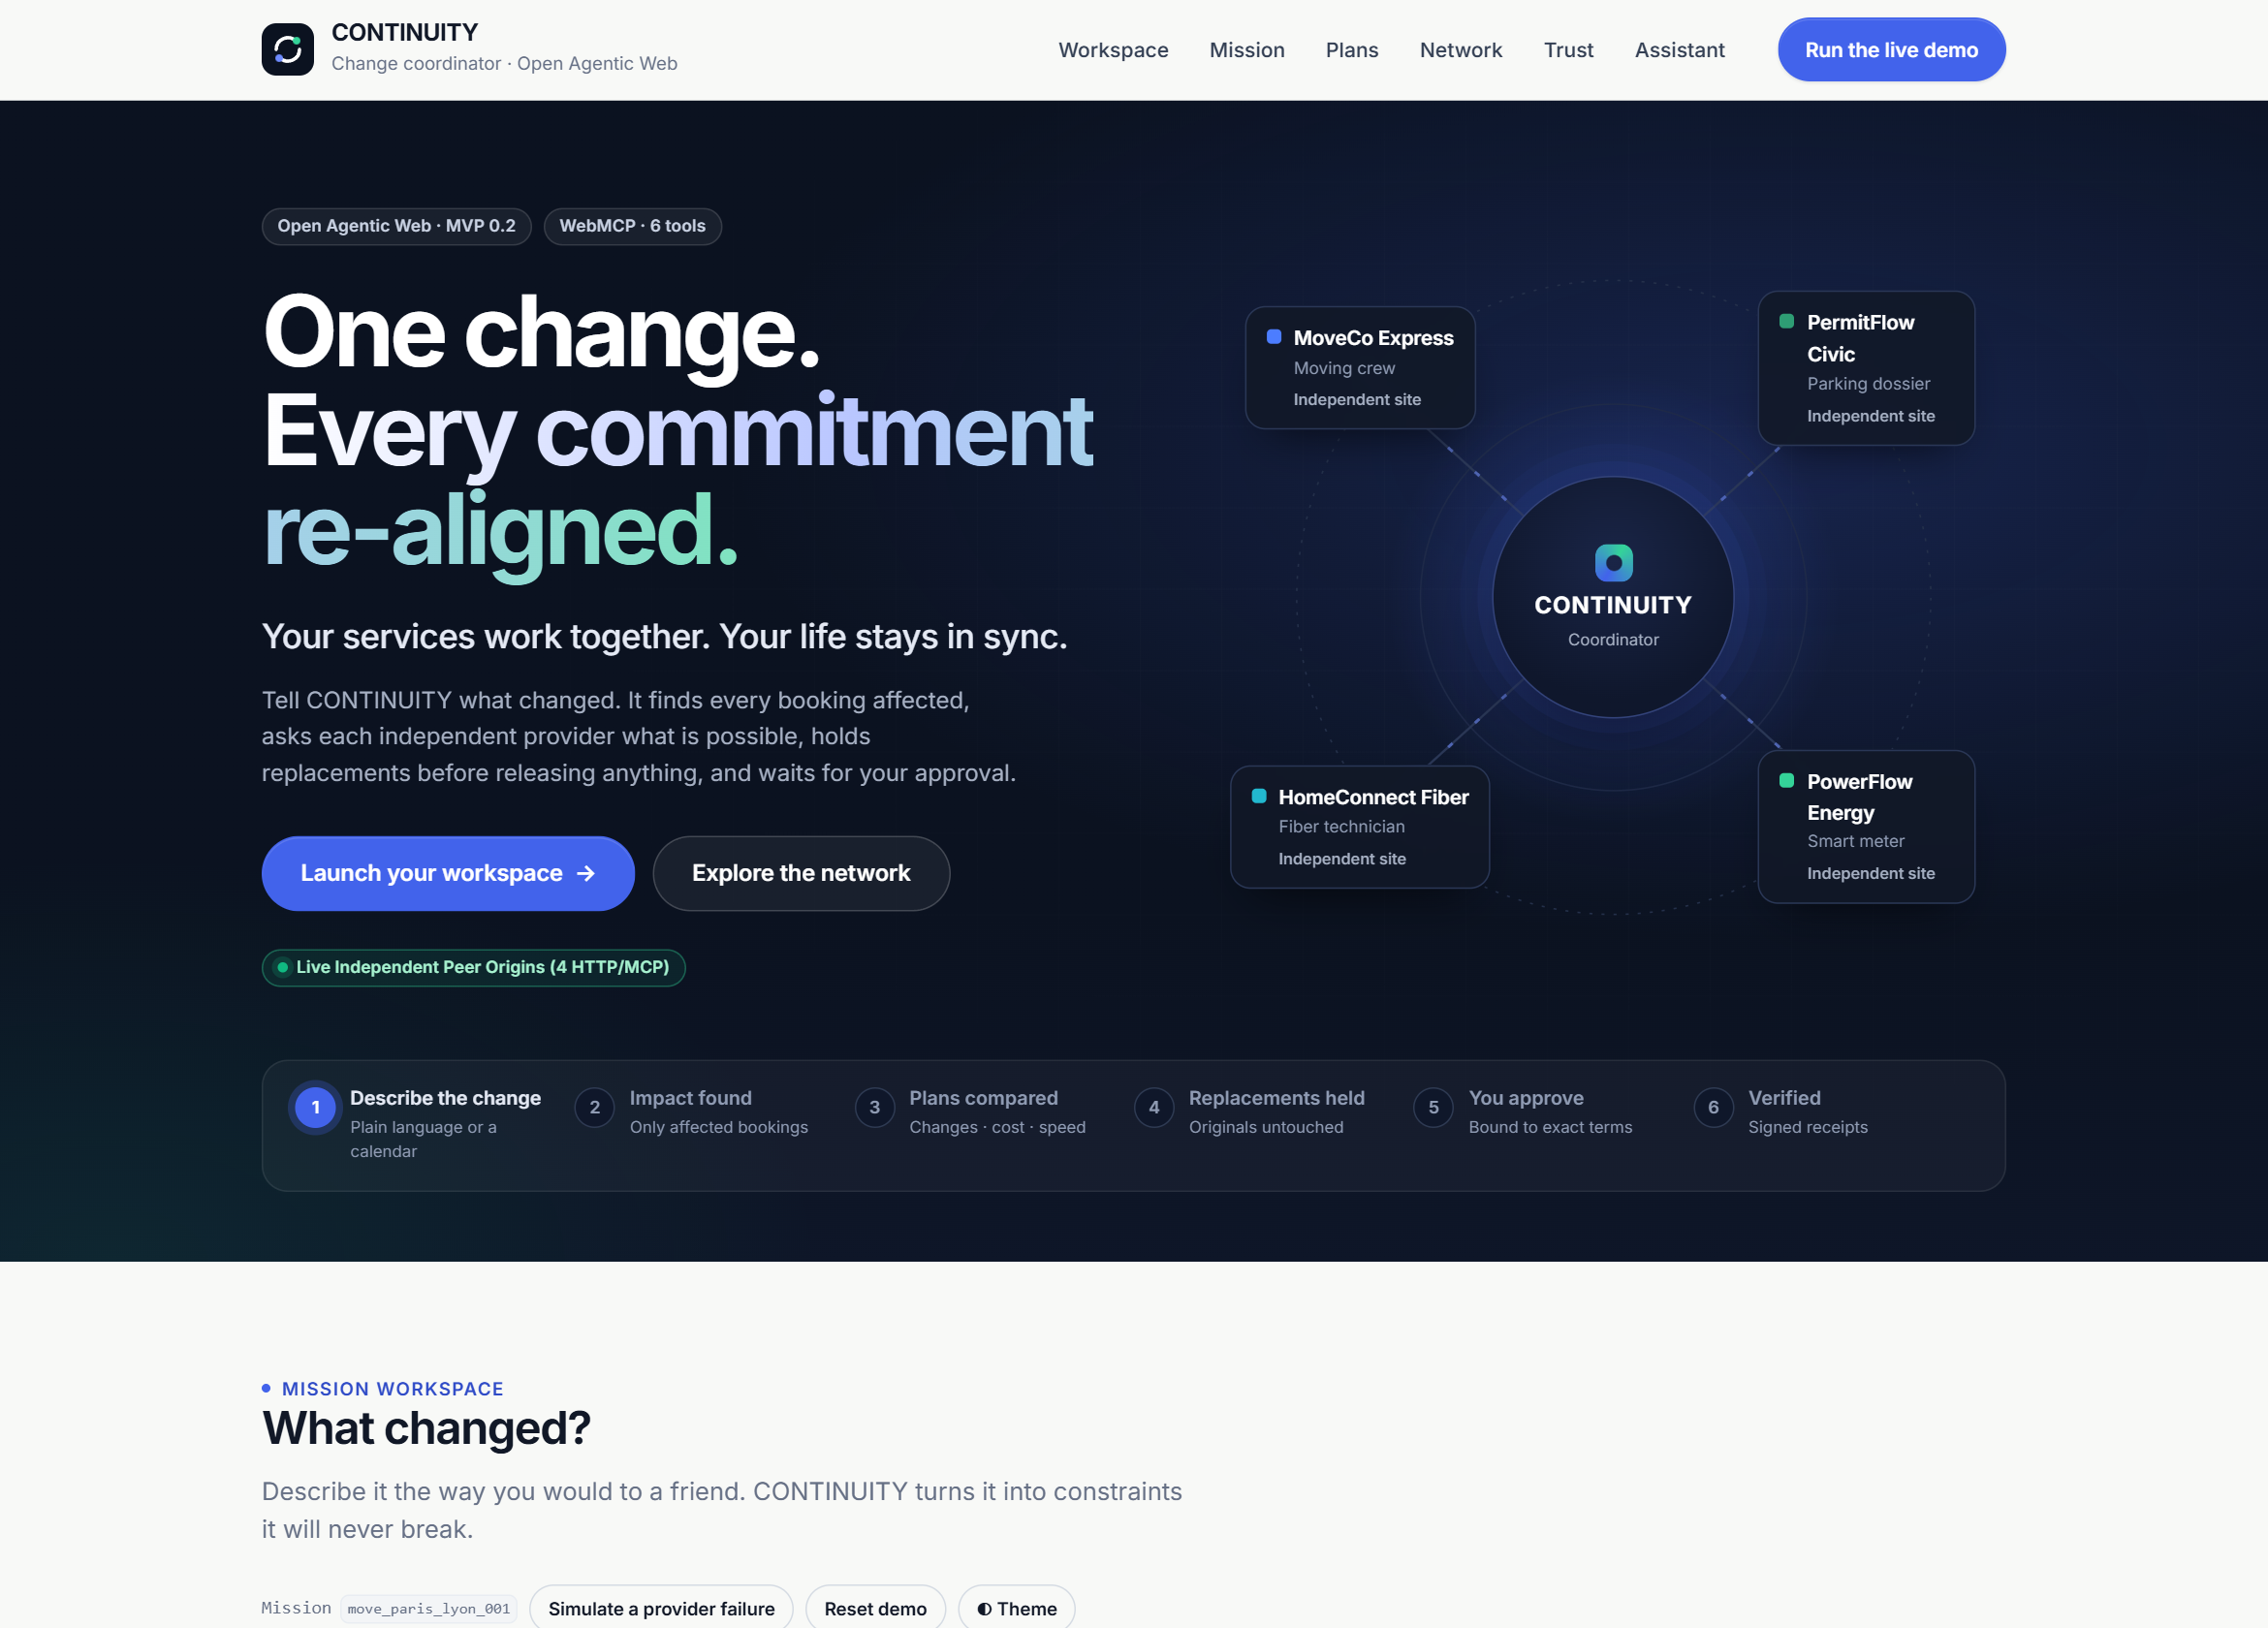 CONTINUITY
Change coordinator · Open Agentic Web
Workspace
Mission
Plans
Network
Trust
Assistant
Run the live demo
Open Agentic Web · MVP 0.2
WebMCP · 6 tools
One change.
Every commitment
re-aligned.
Your services work together. Your life stays in sync.
Tell CONTINUITY what changed. It finds every booking affected,
asks each independent provider what is possible, holds
replacements before releasing anything, and waits for your approval.
Launch your workspace →
Explore the network
Live Independent Peer Origins (4 HTTP/MCP)
MoveCo Express
Moving crew
Independent site
PermitFlow
Civic
Parking dossier
Independent site
CONTINUITY
Coordinator
HomeConnect Fiber
Fiber technician
Independent site
PowerFlow
Energy
Smart meter
Independent site
1
Describe the change
Plain language or a
calendar
2
Impact found
Only affected bookings
3
Plans compared
Changes · cost · speed
4
Replacements held
Originals untouched
5
You approve
Bound to exact terms
6
Verified
Signed receipts
MISSION WORKSPACE
What changed?
Describe it the way you would to a friend. CONTINUITY turns it into constraints
it will never break.
Mission move_paris_lyon_001
Simulate a provider failure
Reset demo
Theme